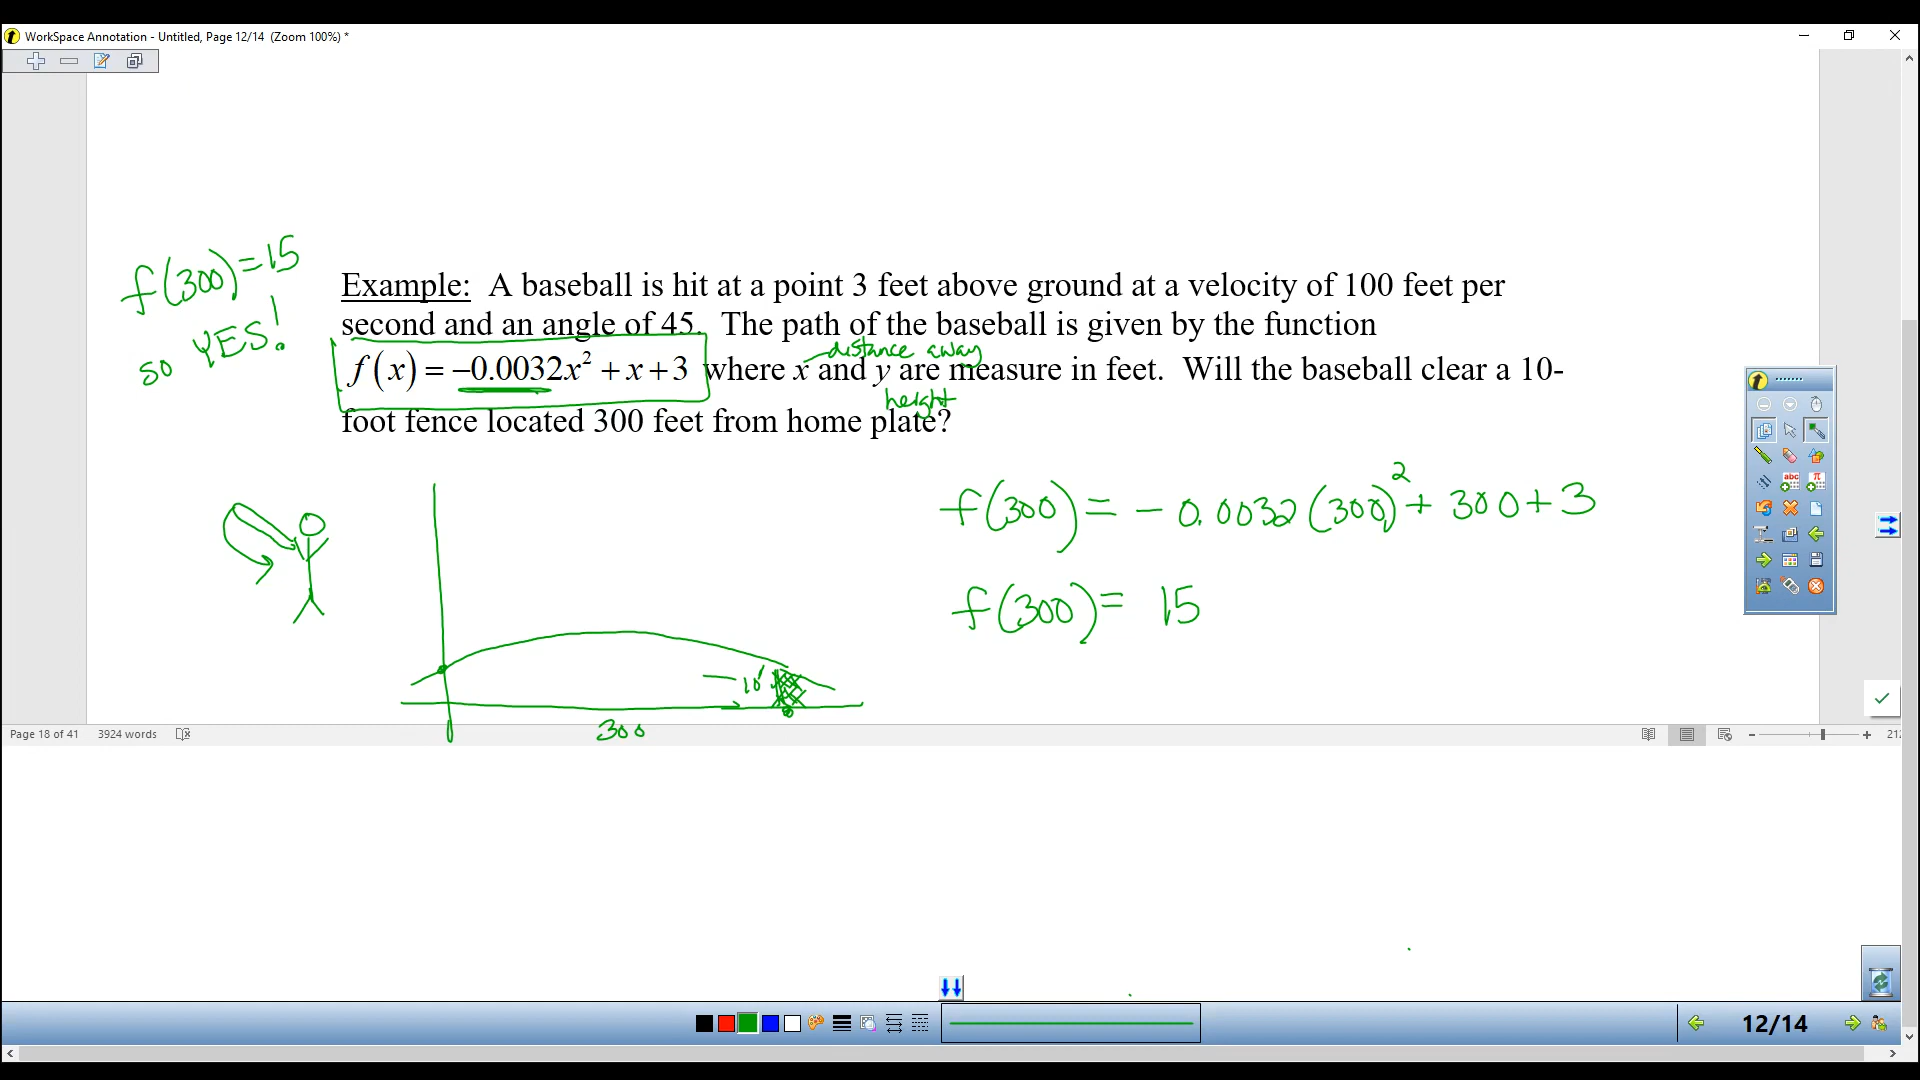 WorkSpace Annotation - Untitled, Page 12/14 (Zoom 100%) *
f(300)=15
so YES!
Example: A baseball is hit at a point 3 feet above ground at a velocity of 100 feet per
second and an angle of 45. The path of the baseball is given by the function
distance away
f(x) = −0.0032x² + x + 3 where x and y are measure in feet. Will the baseball clear a 10-
height
foot fence located 300 feet from home plate?
f(300) = - 0.0032(300)² + 300 + 3
f(300) = 15
10'
300
Page 18 of 41 3924 words
abc
π
12/14